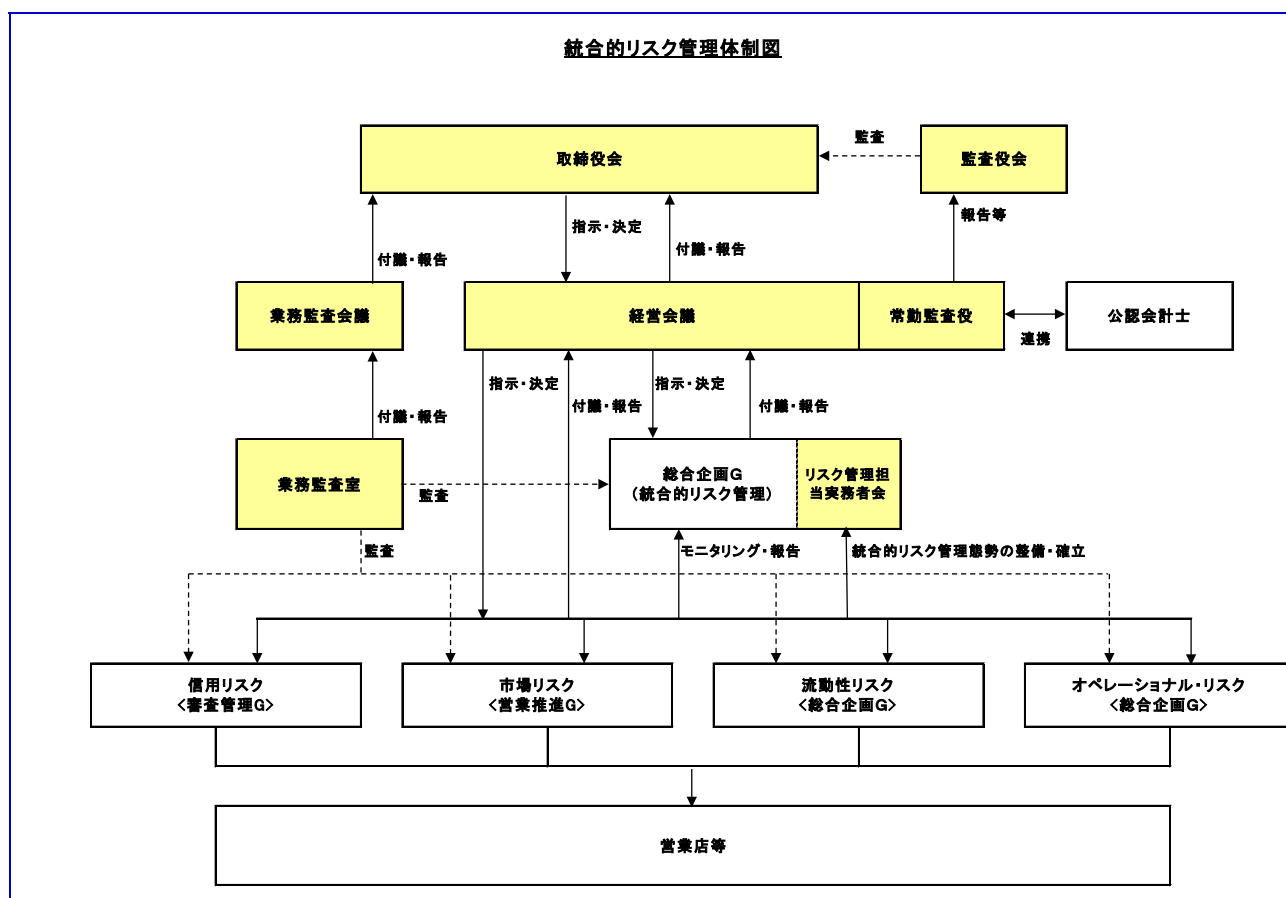 統合的リスク管理体制図
取締役会
監査
監査役会
指示・決定
付議・報告
報告等
付議・報告
業務監査会議
経営会議
常勤監査役
連携
公認会計士
指示・決定
付議・報告
指示・決定
付議・報告
付議・報告
業務監査室
監査
総合企画G
(統合的リスク管理)
リスク管理担
当実務者会
監査
モニタリング・報告
統合的リスク管理態勢の整備・確立
信用リスク
<審査管理G>
市場リスク
<営業推進G>
流動性リスク
<総合企画G>
オペレーショナル・リスク
<総合企画G>
営業店等